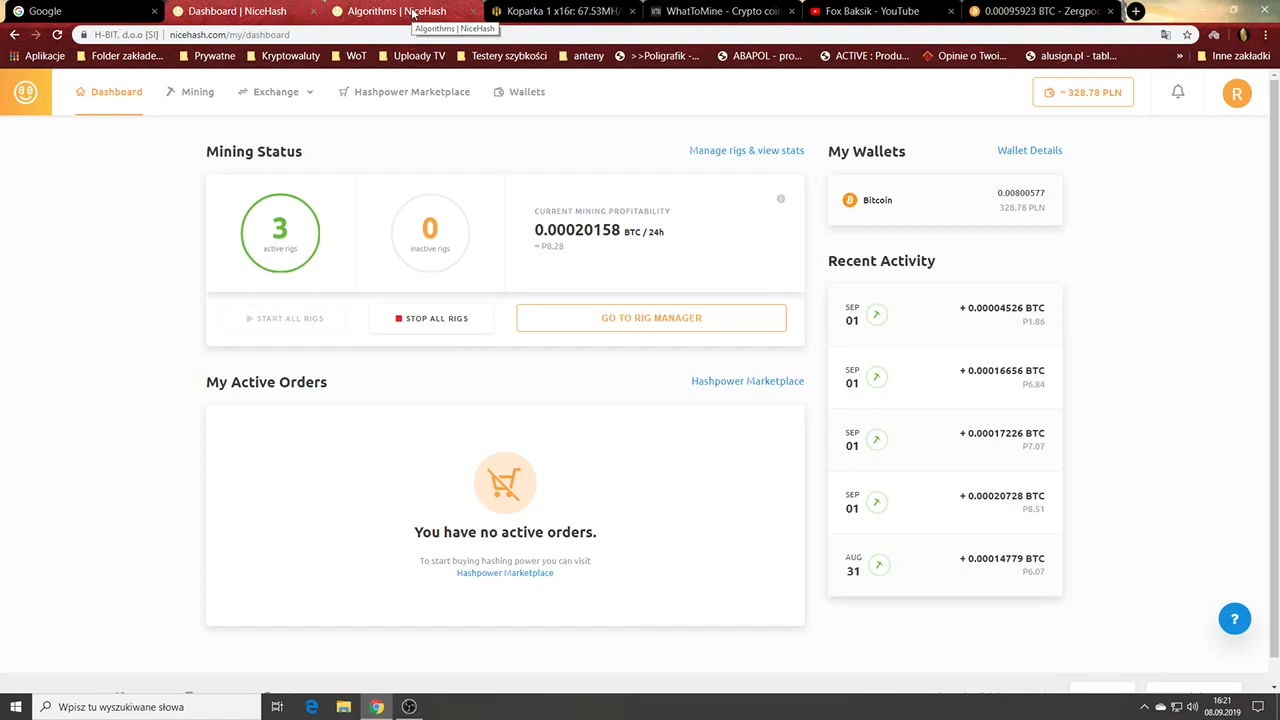 Google
Dashboard | NiceHash
Algorithms | NiceHash
Koparka 1 x16r: 67.53MH/
WhatToMine - Crypto coin
Fox Baksik - YouTube
0.00095923 BTC - Zergpo
Algorithms | NiceHash
H-BIT, d.o.o [SI] | nicehash.com/my/dashboard
Aplikacje
Folder zakłade...
Prywatne
Kryptowaluty
WoT
Uploady TV
Testery szybkości
anteny
>>Poligrafik -...
ABAPOL - pro...
ACTIVE : Produ...
Opinie o Twoi...
alusign.pl - tabl...
»
Inne zakładki
Dashboard
Mining
Exchange
Hashpower Marketplace
Wallets
~ 328.78 PLN
R
Mining Status
Manage rigs & view stats
3
active rigs
0
inactive rigs
CURRENT MINING PROFITABILITY
0.00020158 BTC / 24h
~ P8.28
START ALL RIGS
STOP ALL RIGS
GO TO RIG MANAGER
My Active Orders
Hashpower Marketplace
You have no active orders.
To start buying hashing power you can visit
Hashpower Marketplace
My Wallets
Wallet Details
Bitcoin
0.00800577
328.78 PLN
Recent Activity
SEP
01
+ 0.00004526 BTC
P1.86
SEP
01
+ 0.00016656 BTC
P6.84
SEP
01
+ 0.00017226 BTC
P7.07
SEP
01
+ 0.00020728 BTC
P8.51
AUG
31
+ 0.00014779 BTC
P6.07
?
Wpisz tu wyszukiwane słowa
16:21
08.09.2019